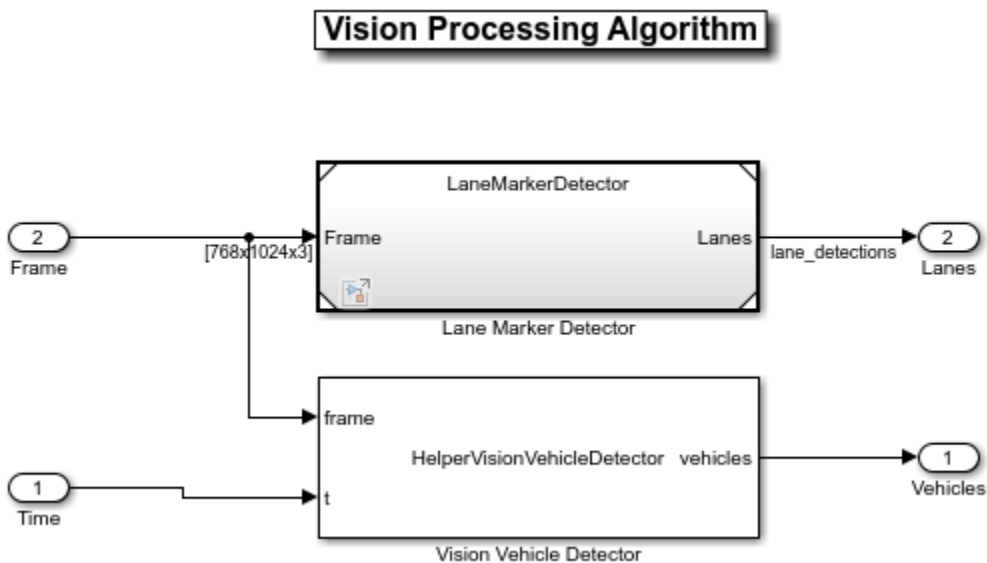 Vision Processing Algorithm
LaneMarkerDetector
2
Frame
[768x1024x3]
Frame
Lanes
lane_detections
2
Lanes
Lane Marker Detector
frame
HelperVisionVehicleDetector
vehicles
1
Vehicles
1
Time
t
Vision Vehicle Detector